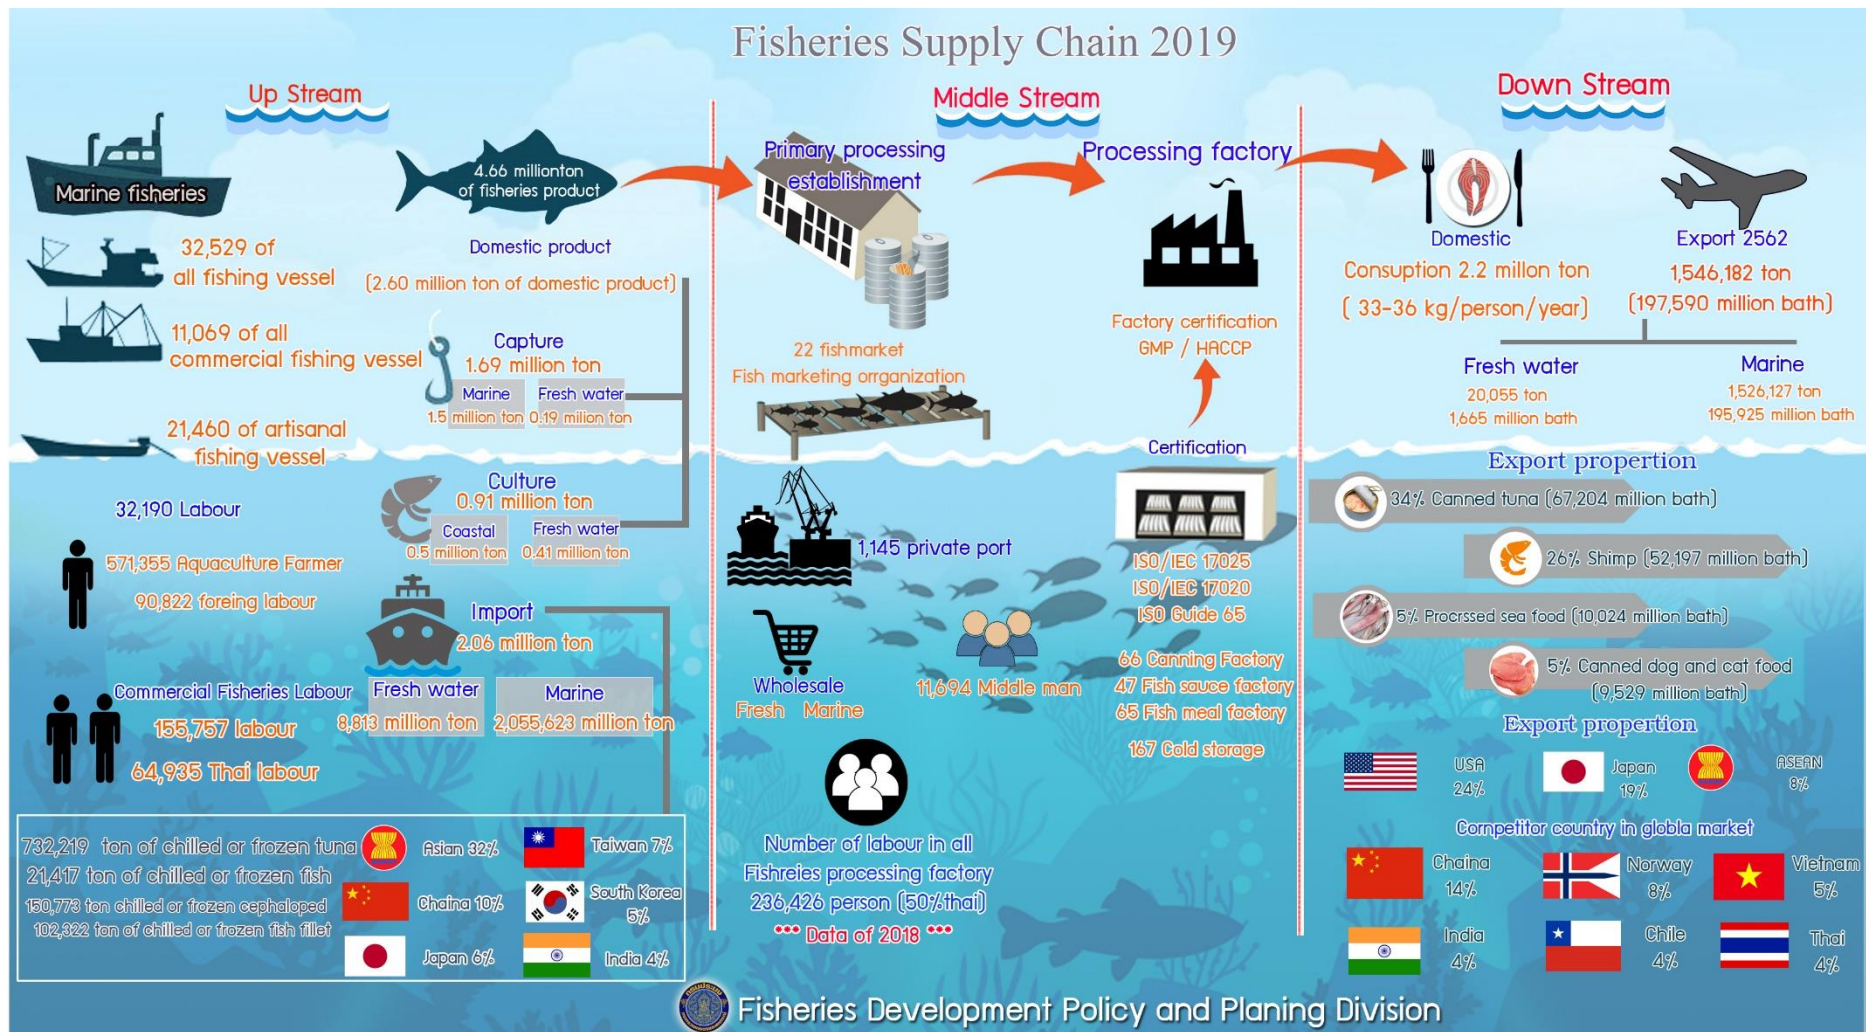 Fisheries Supply Chain 2019
Up Stream
Marine fisheries
32,529 of
all fishing vessel
11,069 of all
commercial fishing vessel
21,460 of artisanal
fishing vessel
32,190 Labour
571,355 Aquaculture Farmer
90,822 foreing labour
Commercial Fisheries Labour
155,757 labour
64,935 Thai labour
4.66 millionton
of fisheries product
Domestic product
(2.60 million ton of domestic product)
Capture
1.69 million ton
Marine
1.5 million ton
Fresh water
0.19 milion ton
Culture
0.91 million ton
Coastal
0.5 million ton
Fresh water
0.41 million ton
Import
2.06 million ton
Fresh water
8,813 million ton
Marine
2,055,623 million ton
732,219 ton of chilled or frozen tuna
21,417 ton of chilled or frozen fish
150,773 ton chilled or frozen cephaloped
102,322 ton of chilled or frozen fish fillet
Asian 32%
Taiwan 7%
Chaina 10%
South Korea
5%
Japan 6%
India 4%
Middle Stream
Primary processing
establishment
22 fishmarket
Fish marketing orrganization
1,145 private port
Wholesale
Fresh Marine
11,694 Middle man
Number of labour in all
Fishreies processing factory
236,426 person (50%thai)
*** Data of 2018 ***
Processing factory
Factory certification
GMP / HACCP
Certification
ISO/IEC 17025
ISO/IEC 17020
ISO Guide 65
66 Canning Factory
47 Fish sauce factory
65 Fish meal factory
167 Cold storage
Down Stream
Domestic
Consuption 2.2 millon ton
( 33-36 kg/person/year)
Export 2562
1,546,182 ton
(197,590 million bath)
Fresh water
20,055 ton
1,665 million bath
Marine
1,526,127 ton
195,925 million bath
Export propertion
34% Canned tuna (67,204 million bath)
26% Shimp (52,197 million bath)
5% Procrssed sea food (10,024 million bath)
5% Canned dog and cat food
(9,529 million bath)
Export propertion
USA
24%
Japan
19%
ASEAN
8%
Cornpetitor country in globla market
Chaina
14%
Norway
8%
Vietnam
5%
India
4%
Chile
4%
Thai
4%
Fisheries Development Policy and Planing Division